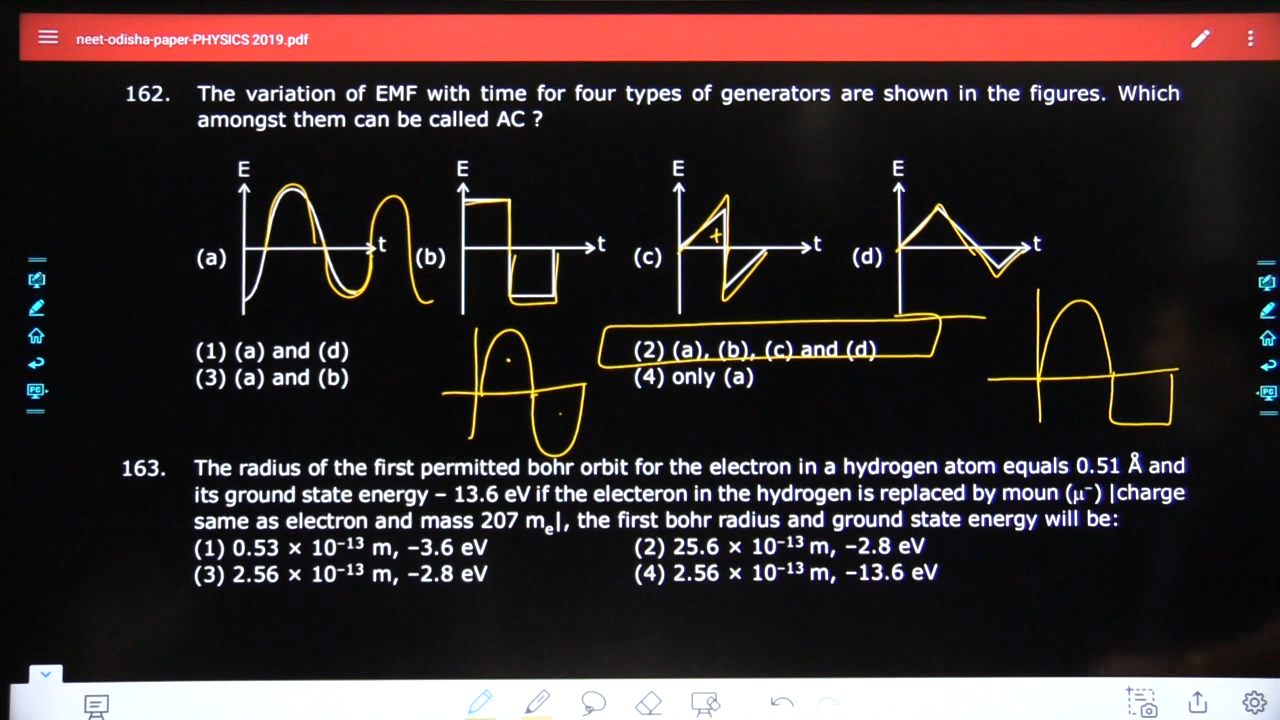 neet-odisha-paper-PHYSICS 2019.pdf
162. The variation of EMF with time for four types of generators are shown in the figures. Which
amongst them can be called AC ?
E E E E
(a) t (b) t (c) + t (d) t
(1) (a) and (d) (2) (a), (b), (c) and (d)
(3) (a) and (b) (4) only (a)
163. The radius of the first permitted bohr orbit for the electron in a hydrogen atom equals 0.51 Å and
its ground state energy – 13.6 eV if the electeron in the hydrogen is replaced by moun (μ⁻) |charge
same as electron and mass 207 mₑ|, the first bohr radius and ground state energy will be:
(1) 0.53 × 10⁻¹³ m, –3.6 eV (2) 25.6 × 10⁻¹³ m, –2.8 eV
(3) 2.56 × 10⁻¹³ m, –2.8 eV (4) 2.56 × 10⁻¹³ m, –13.6 eV
PC PC